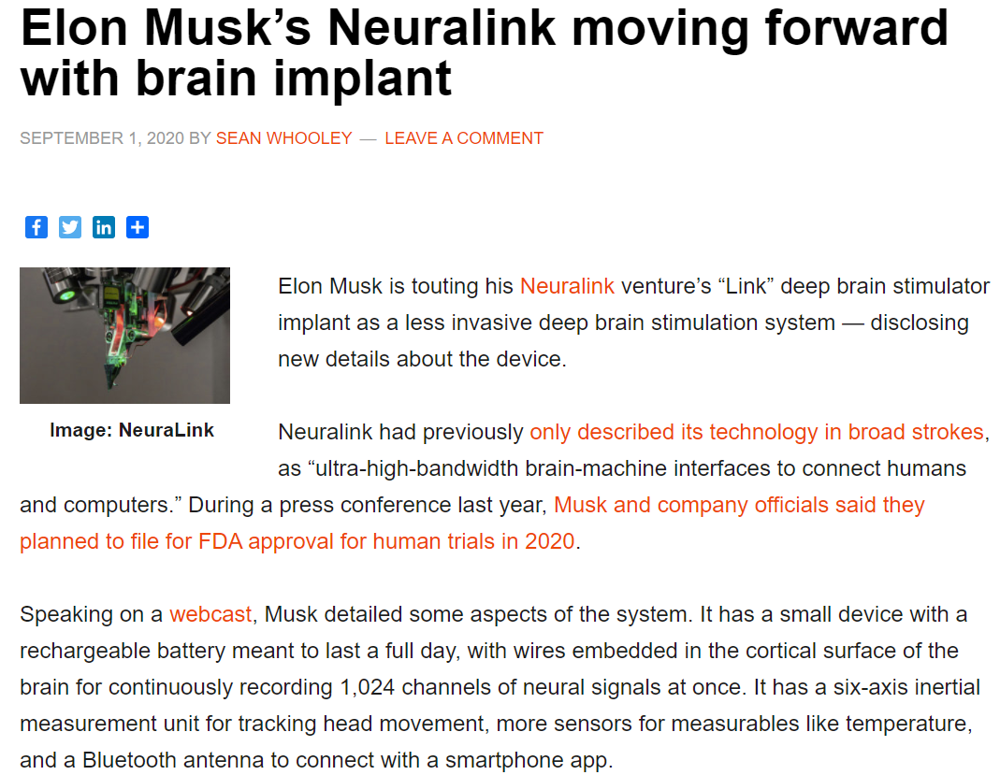 Elon Musk’s Neuralink moving forward
with brain implant
SEPTEMBER 1, 2020 BY SEAN WHOOLEY — LEAVE A COMMENT
Elon Musk is touting his Neuralink venture’s “Link” deep brain stimulator
implant as a less invasive deep brain stimulation system — disclosing
new details about the device.
Image: NeuraLink
Neuralink had previously only described its technology in broad strokes,
as “ultra-high-bandwidth brain-machine interfaces to connect humans
and computers.” During a press conference last year, Musk and company officials said they
planned to file for FDA approval for human trials in 2020.
Speaking on a webcast, Musk detailed some aspects of the system. It has a small device with a
rechargeable battery meant to last a full day, with wires embedded in the cortical surface of the
brain for continuously recording 1,024 channels of neural signals at once. It has a six-axis inertial
measurement unit for tracking head movement, more sensors for measurables like temperature,
and a Bluetooth antenna to connect with a smartphone app.